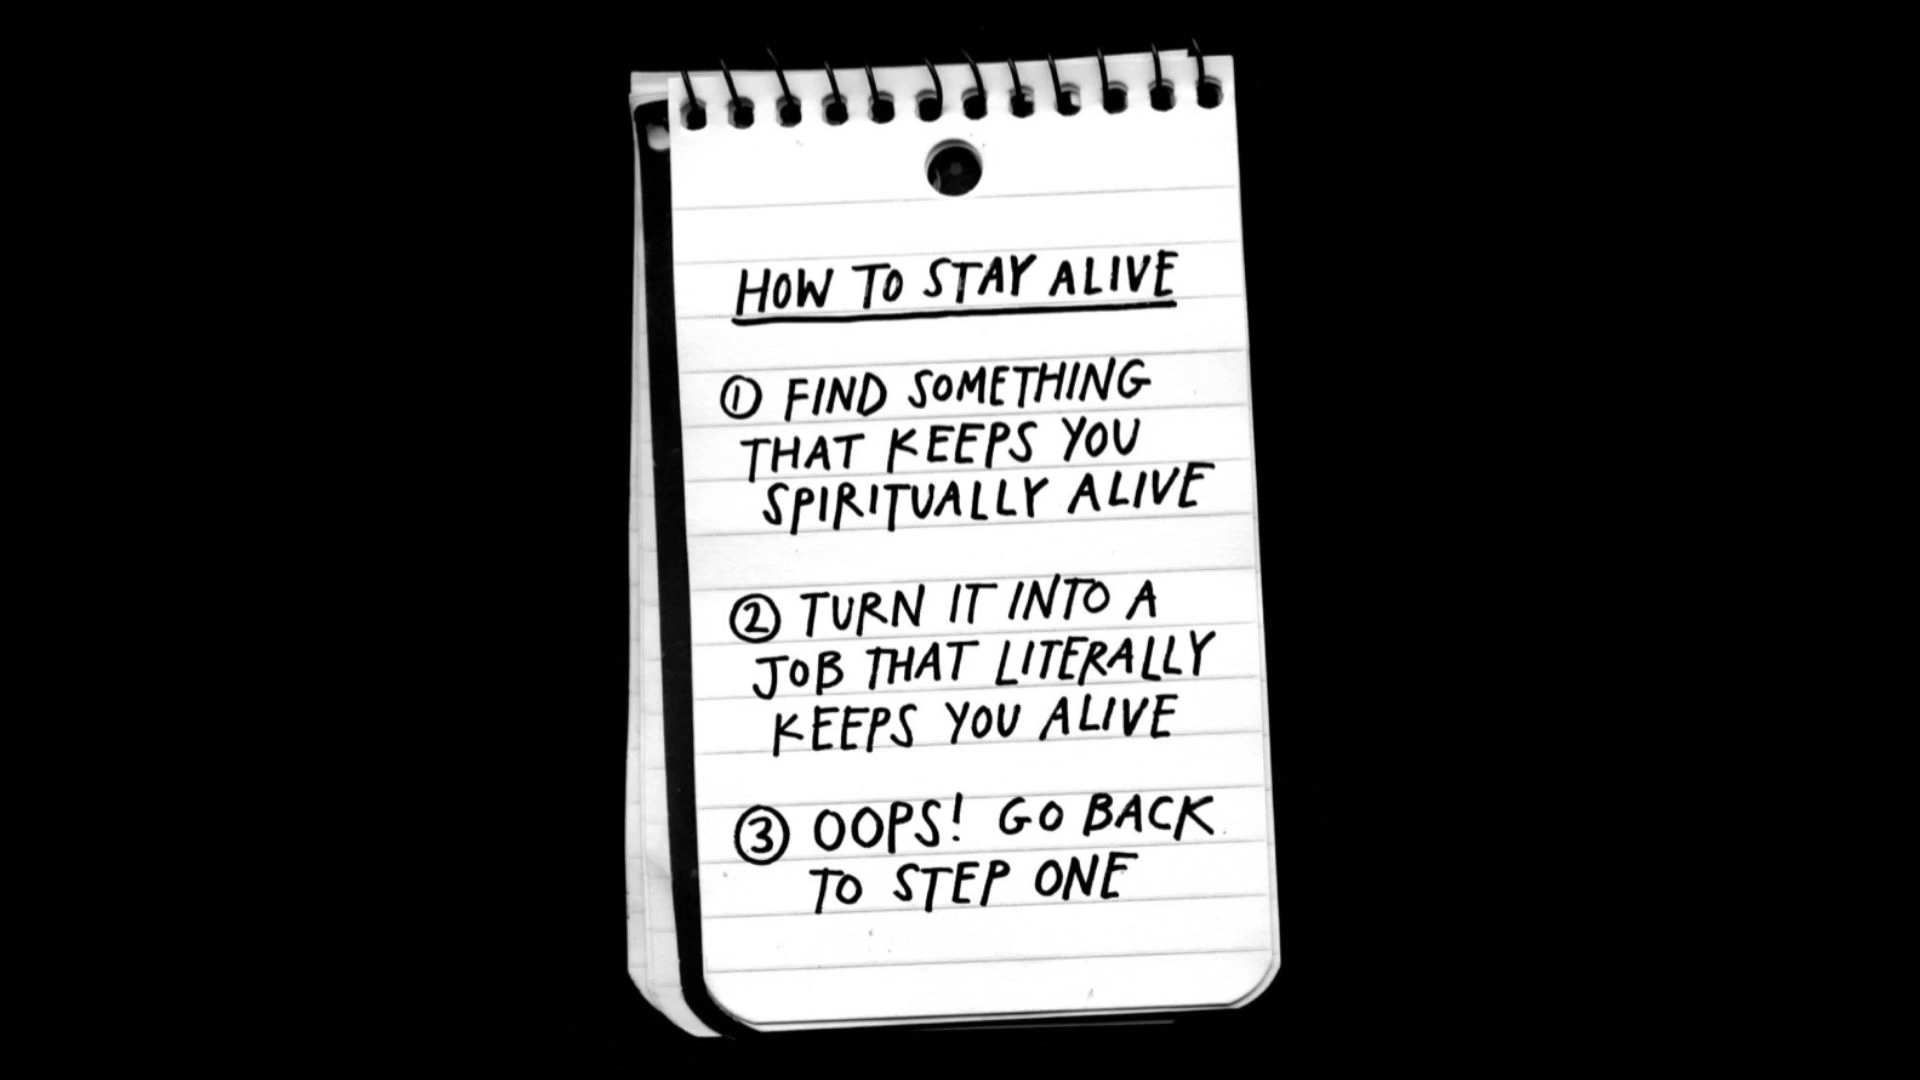 HOW TO STAY ALIVE
① FIND SOMETHING
THAT KEEPS YOU
SPIRITUALLY ALIVE
② TURN IT INTO A
JOB THAT LITERALLY
KEEPS YOU ALIVE
③ OOPS! GO BACK
TO STEP ONE